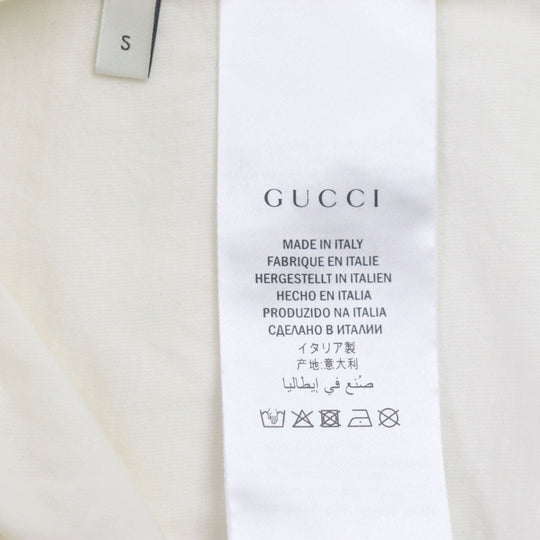 S
GUCCI
MADE IN ITALY
FABRIQUE EN ITALIE
HERGESTELLT IN ITALIEN
HECHO EN ITALIA
PRODUZIDO NA ITALIA
СДЕЛАНО В ИТАЛИИ
イタリア製
产地:意大利
صُنع في إيطاليا